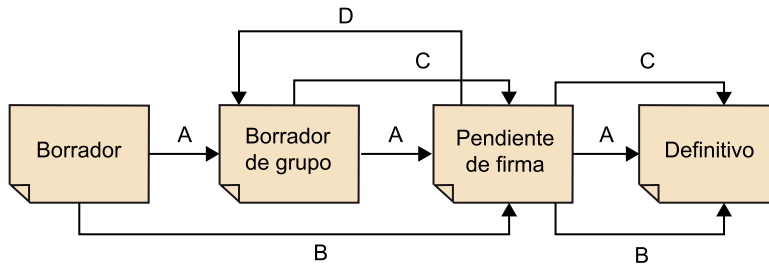 D
C
C
Borrador
A
Borrador
de grupo
A
Pendiente
de firma
A
Definitivo
B
B